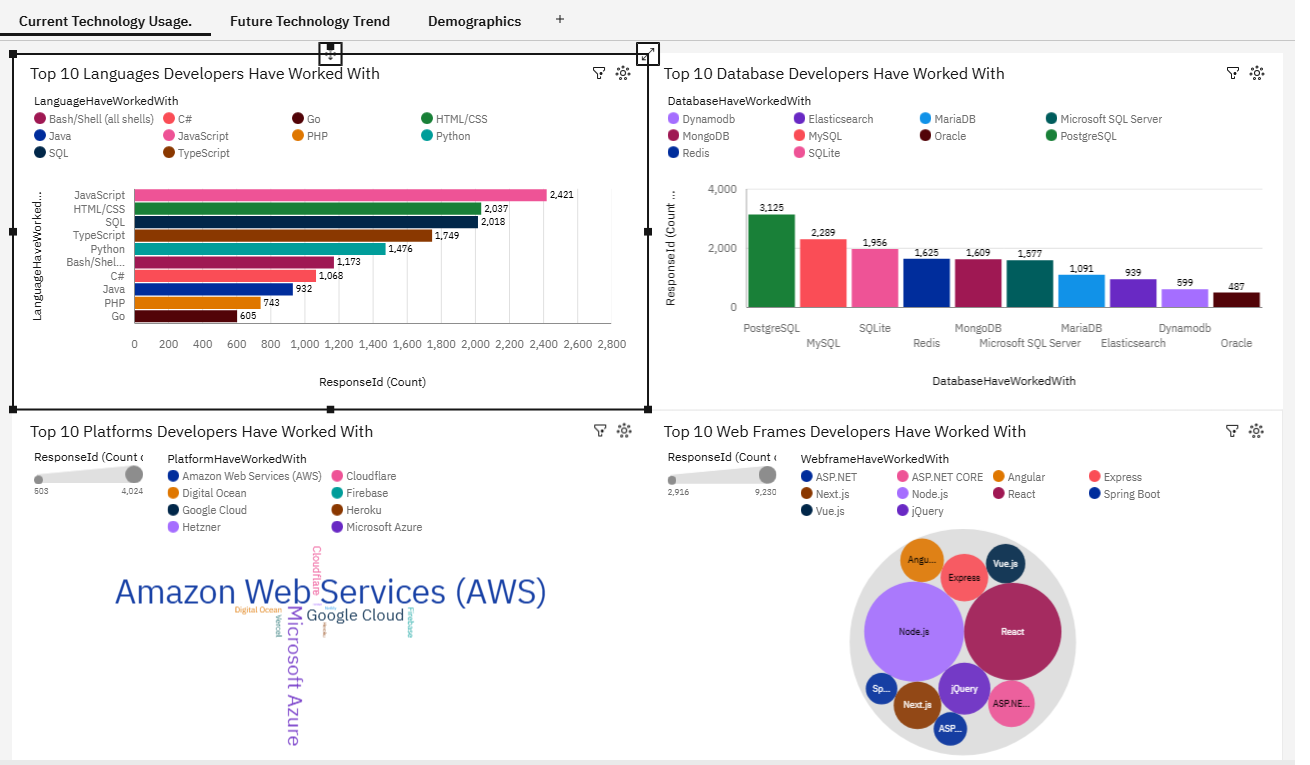 Current Technology Usage. Future Technology Trend Demographics +
Top 10 Languages Developers Have Worked With
LanguageHaveWorkedWith
Bash/Shell (all shells) C# Go HTML/CSS
Java JavaScript PHP Python
SQL TypeScript
LanguageHaveWorked...
JavaScript 2,421
HTML/CSS 2,037
SQL 2,018
TypeScript 1,749
Python 1,476
Bash/Shel... 1,173
C# 1,068
Java 932
PHP 743
Go 605
0 200 400 600 800 1,000 1,200 1,400 1,600 1,800 2,000 2,200 2,400 2,600 2,800
ResponseId (Count)
Top 10 Database Developers Have Worked With
DatabaseHaveWorkedWith
Dynamodb Elasticsearch MariaDB Microsoft SQL Server
MongoDB MySQL Oracle PostgreSQL
Redis SQLite
ResponseId (Count ...
4,000
2,000
0
3,125 2,289 1,956 1,625 1,609 1,577 1,091 939 599 487
PostgreSQL SQLite MongoDB MariaDB Dynamodb
MySQL Redis Microsoft SQL Server Elasticsearch Oracle
DatabaseHaveWorkedWith
Top 10 Platforms Developers Have Worked With
ResponseId (Count
603 4,024
PlatformHaveWorkedWith
Amazon Web Services (AWS) Cloudflare
Digital Ocean Firebase
Google Cloud Heroku
Hetzner Microsoft Azure
Cloudflare
Amazon Web Services (AWS)
Digital Ocean
Google Cloud
Vercel
Microsoft Azure
Firebase
Top 10 Web Frames Developers Have Worked With
ResponseId (Count
2,916 9,230
WebframeHaveWorkedWith
ASP.NET ASP.NET CORE Angular Express
Next.js Node.js React Spring Boot
Vue.js jQuery
Angu...
Express
Vue.js
Node.js
React
Sp...
Next.js
jQuery
ASP.NE...
ASP...